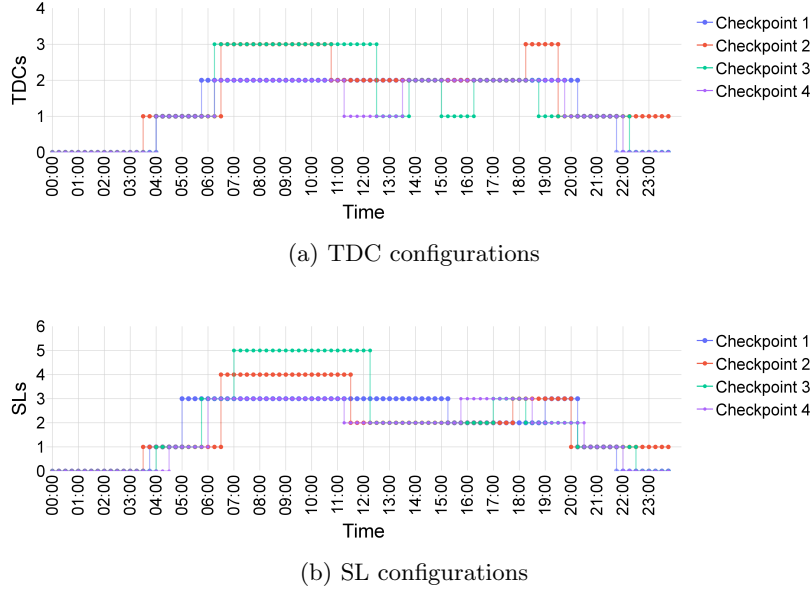 4
3
2
1
0
TDCs
00:00 01:00 02:00 03:00 04:00 05:00 06:00 07:00 08:00 09:00 10:00 11:00 12:00 13:00 14:00 15:00 16:00 17:00 18:00 19:00 20:00 21:00 22:00 23:00
Time
Checkpoint 1
Checkpoint 2
Checkpoint 3
Checkpoint 4
(a) TDC configurations
6
5
4
3
2
1
0
SLs
00:00 01:00 02:00 03:00 04:00 05:00 06:00 07:00 08:00 09:00 10:00 11:00 12:00 13:00 14:00 15:00 16:00 17:00 18:00 19:00 20:00 21:00 22:00 23:00
Time
Checkpoint 1
Checkpoint 2
Checkpoint 3
Checkpoint 4
(b) SL configurations